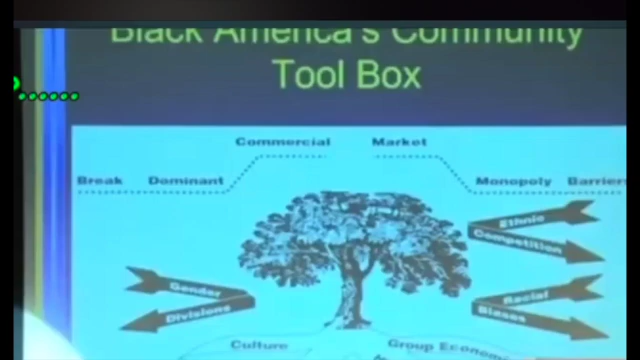 Black America's Community
Tool Box
Commercial Market
Break Dominant Monopoly Barriers
Ethnic
Competition
Gender
Divisions
Racial
Biases
Culture Group Econom